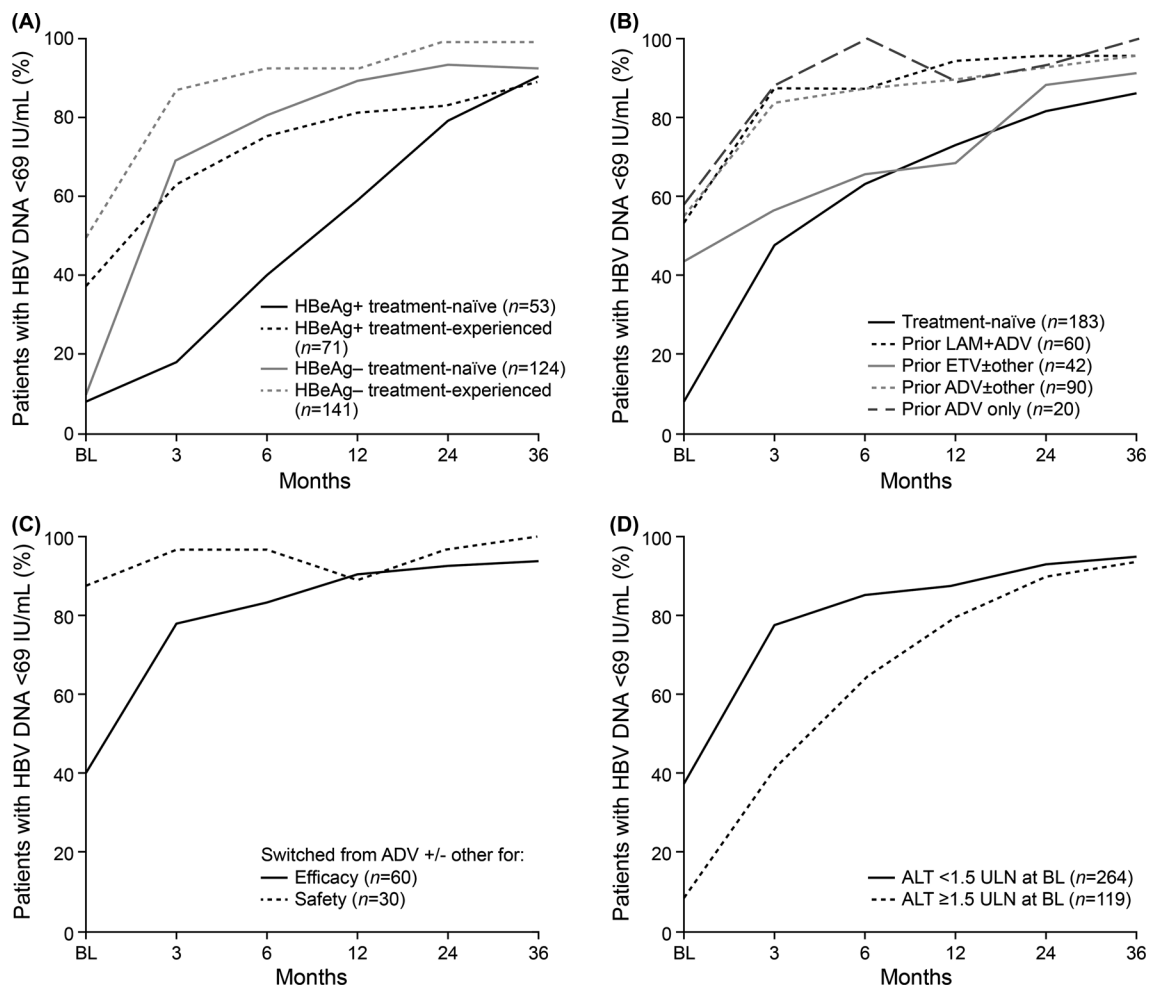 (A)
Patients with HBV DNA <69 IU/mL (%)
100
80
60
40
20
0
HBeAg+ treatment-naïve (n=53)
HBeAg+ treatment-experienced
(n=71)
HBeAg– treatment-naïve (n=124)
HBeAg– treatment-experienced
(n=141)
BL 3 6 12 24 36
Months
(B)
Patients with HBV DNA <69 IU/mL (%)
100
80
60
40
20
0
Treatment-naïve (n=183)
Prior LAM+ADV (n=60)
Prior ETV±other (n=42)
Prior ADV±other (n=90)
Prior ADV only (n=20)
BL 3 6 12 24 36
Months
(C)
Patients with HBV DNA <69 IU/mL (%)
100
80
60
40
20
0
Switched from ADV +/- other for:
Efficacy (n=60)
Safety (n=30)
BL 3 6 12 24 36
Months
(D)
Patients with HBV DNA <69 IU/mL (%)
100
80
60
40
20
0
ALT <1.5 ULN at BL (n=264)
ALT ≥1.5 ULN at BL (n=119)
BL 3 6 12 24 36
Months